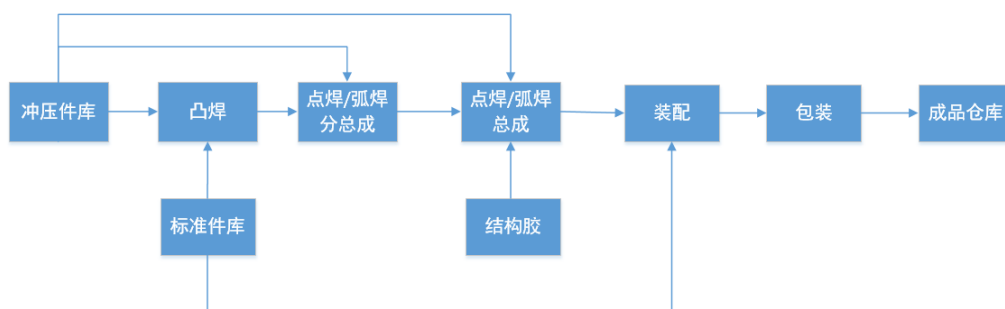 冲压件库
凸焊
点焊/弧焊
分总成
点焊/弧焊
总成
装配
包装
成品仓库
标准件库
结构胶